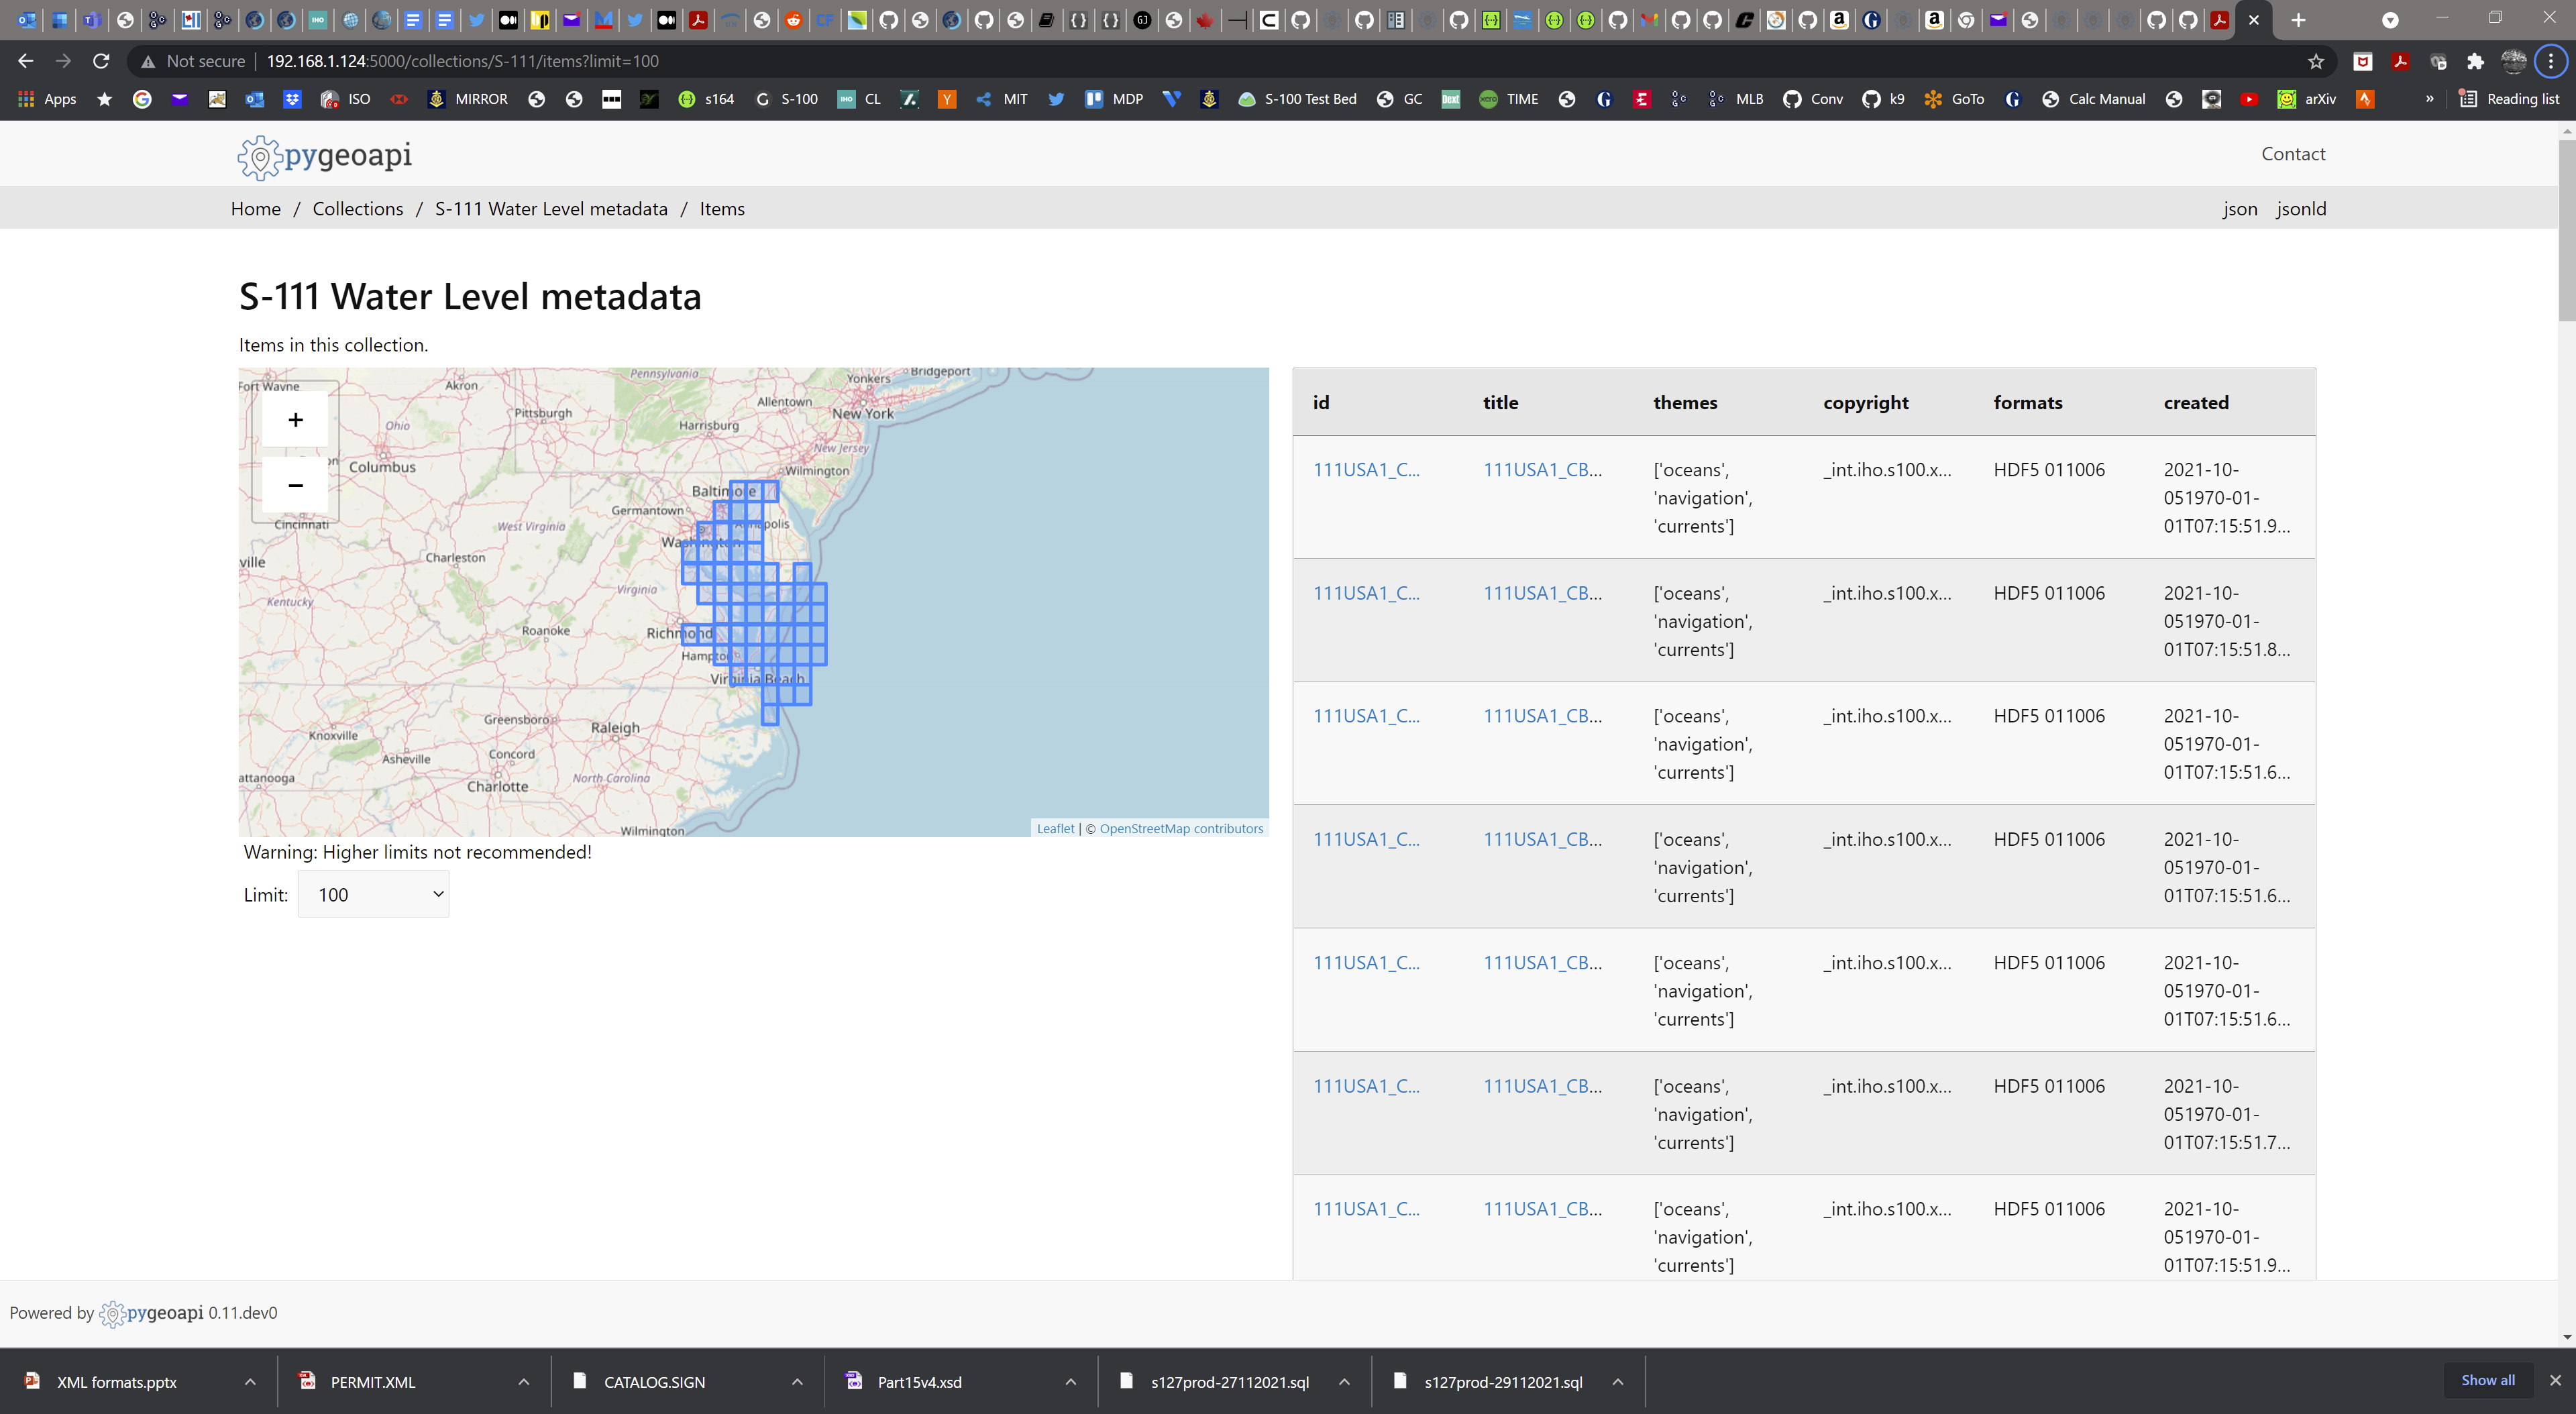 Not secure | 192.168.1.124:5000/collections/S-111/items?limit=100
Apps ISO MIRROR s164 S-100 CL MIT MDP S-100 Test Bed GC TIME MLB Conv k9 GoTo Calc Manual arXiv » Reading list
pygeoapi
Contact
Home / Collections / S-111 Water Level metadata / Items
json jsonld
S-111 Water Level metadata
Items in this collection.
+
−
Fort Wayne
Akron
Pennsylvania
Yonkers
Bridgeport
Pittsburgh
Allentown
New York
Ohio
Harrisburg
New Jersey
Columbus
Wilmington
Baltimore
Germantown
Cincinnati
West Virginia
Washington
Charleston
ville
Virginia
Kentucky
Roanoke
Richmond
Hampton
Virginia Beach
Greensboro
Raleigh
Knoxville
Concord
Asheville
attanooga
North Carolina
Charlotte
Wilmington
Leaflet | © OpenStreetMap contributors
Warning: Higher limits not recommended!
Limit: 100
id title themes copyright formats created
111USA1_C... 111USA1_CB... ['oceans', _int.iho.s100.x... HDF5 011006 2021-10-
'navigation', 051970-01-
'currents'] 01T07:15:51.9...
111USA1_C... 111USA1_CB... ['oceans', _int.iho.s100.x... HDF5 011006 2021-10-
'navigation', 051970-01-
'currents'] 01T07:15:51.8...
111USA1_C... 111USA1_CB... ['oceans', _int.iho.s100.x... HDF5 011006 2021-10-
'navigation', 051970-01-
'currents'] 01T07:15:51.6...
111USA1_C... 111USA1_CB... ['oceans', _int.iho.s100.x... HDF5 011006 2021-10-
'navigation', 051970-01-
'currents'] 01T07:15:51.6...
111USA1_C... 111USA1_CB... ['oceans', _int.iho.s100.x... HDF5 011006 2021-10-
'navigation', 051970-01-
'currents'] 01T07:15:51.6...
111USA1_C... 111USA1_CB... ['oceans', _int.iho.s100.x... HDF5 011006 2021-10-
'navigation', 051970-01-
'currents'] 01T07:15:51.7...
111USA1_C... 111USA1_CB... ['oceans', _int.iho.s100.x... HDF5 011006 2021-10-
'navigation', 051970-01-
'currents'] 01T07:15:51.9...
Powered by pygeoapi 0.11.dev0
XML formats.pptx PERMIT.XML CATALOG.SIGN Part15v4.xsd s127prod-27112021.sql s127prod-29112021.sql Show all